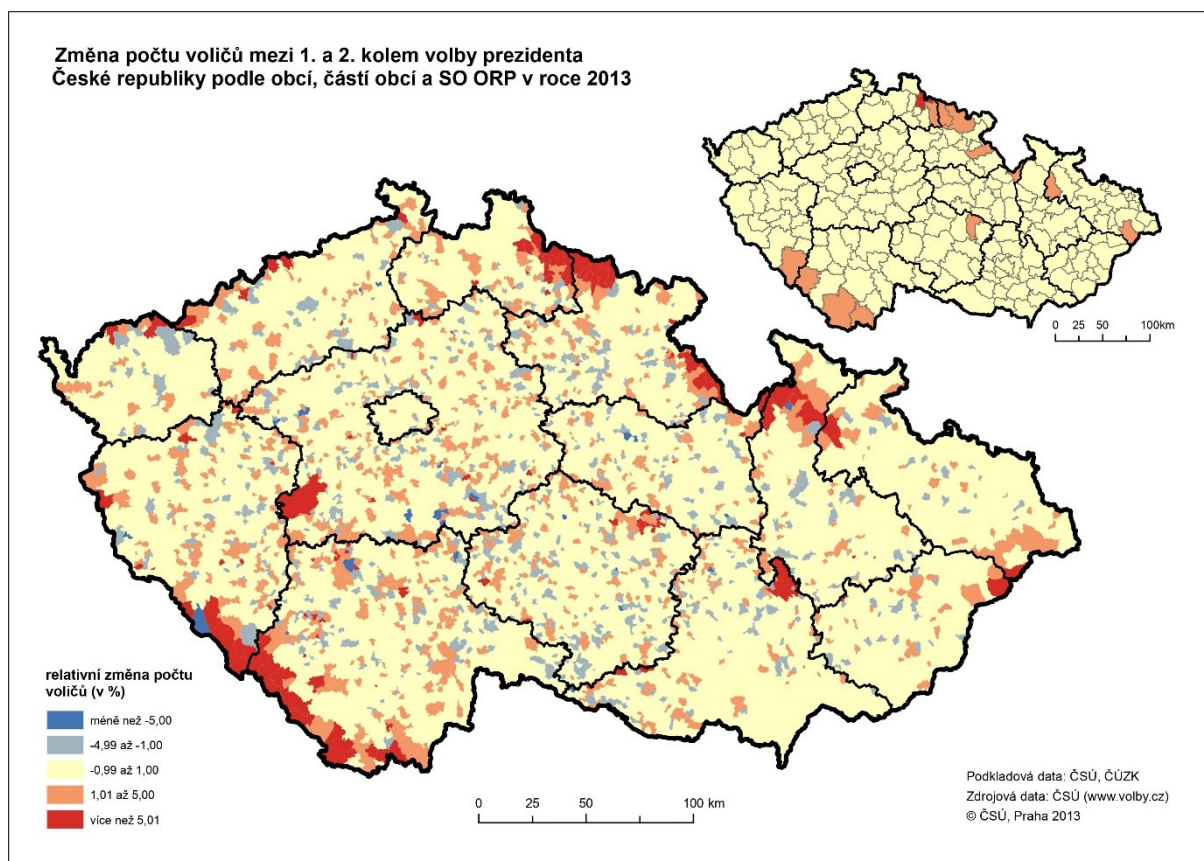 Změna počtu voličů mezi 1. a 2. kolem volby prezidenta
České republiky podle obcí, částí obcí a SO ORP v roce 2013
0 25 50 100km
relativní změna počtu
voličů (v %)
méně než -5,00
-4,99 až -1,00
-0,99 až 1,00
1,01 až 5,00
více než 5,01
0 50 100 km
Podkladová data: ČSÚ, ČÚZK
Zdrojová data: ČSÚ (www.volby.cz)
© ČSÚ, Praha 2013